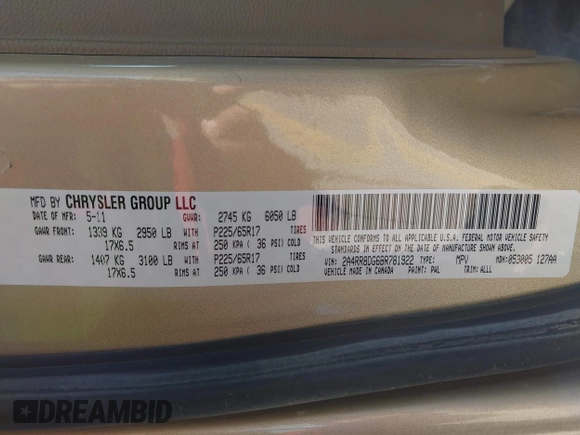 MFD BY CHRYSLER GROUP LLC
DATE OF MFR: 5-11 GVWR: 2745 KG 6050 LB
GAWR FRONT: 1339 KG 2950 LB WITH P225/65R17 TIRES
17X6.5 RIMS AT 250 KPA ( 36 PSI) COLD
GAWR REAR: 1407 KG 3100 LB WITH P225/65R17 TIRES
17X6.5 RIMS AT 250 KPA ( 36 PSI) COLD
THIS VEHICLE CONFORMS TO ALL APPLICABLE U.S.A. FEDERAL MOTOR VEHICLE SAFETY
STANDARDS IN EFFECT ON THE DATE OF MANUFACTURE SHOWN ABOVE.
VIN: 2A4RR8DG6BR781922 TYPE: MPV MDH: 053005 127AA
VEHICLE MADE IN CANADA PAINT: PAL TRIM: ALLL
DREAMBID